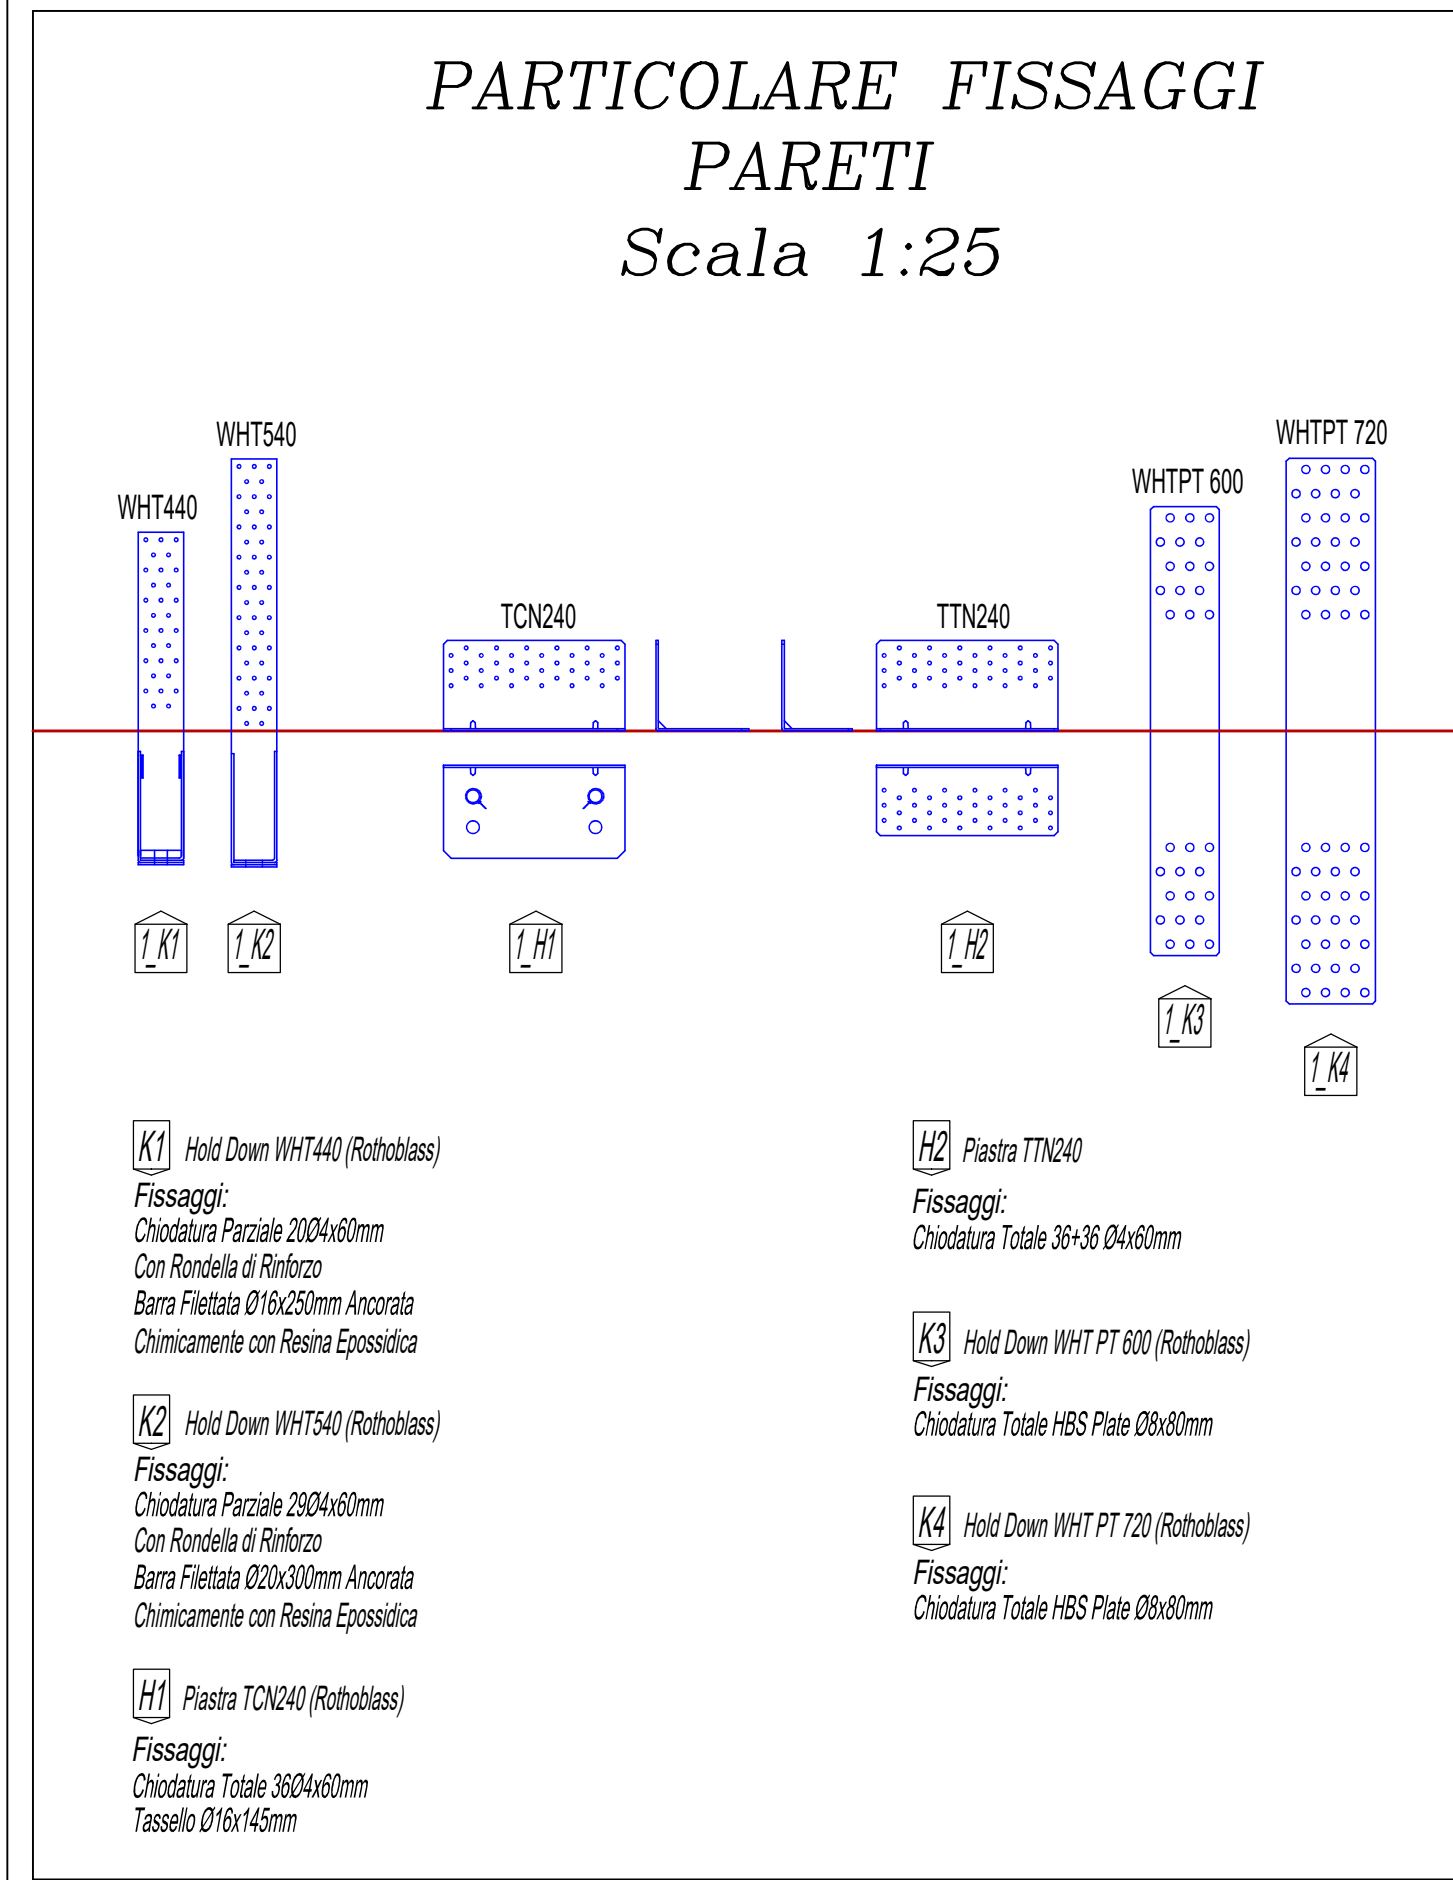 PARTICOLARE FISSAGGI
PARETI
Scala 1:25
WHT440
WHT540
TCN240
TTN240
WHTPT 600
WHTPT 720
1_K1
1_K2
1_H1
1_H2
1_K3
1_K4
K1 Hold Down WHT440 (Rothoblass)
Fissaggi:
Chiodatura Parziale 20Ø4x60mm
Con Rondella di Rinforzo
Barra Filettata Ø16x250mm Ancorata
Chimicamente con Resina Epossidica
K2 Hold Down WHT540 (Rothoblass)
Fissaggi:
Chiodatura Parziale 29Ø4x60mm
Con Rondella di Rinforzo
Barra Filettata Ø20x300mm Ancorata
Chimicamente con Resina Epossidica
H1 Piastra TCN240 (Rothoblass)
Fissaggi:
Chiodatura Totale 36Ø4x60mm
Tassello Ø16x145mm
H2 Piastra TTN240
Fissaggi:
Chiodatura Totale 36+36 Ø4x60mm
K3 Hold Down WHT PT 600 (Rothoblass)
Fissaggi:
Chiodatura Totale HBS Plate Ø8x80mm
K4 Hold Down WHT PT 720 (Rothoblass)
Fissaggi:
Chiodatura Totale HBS Plate Ø8x80mm